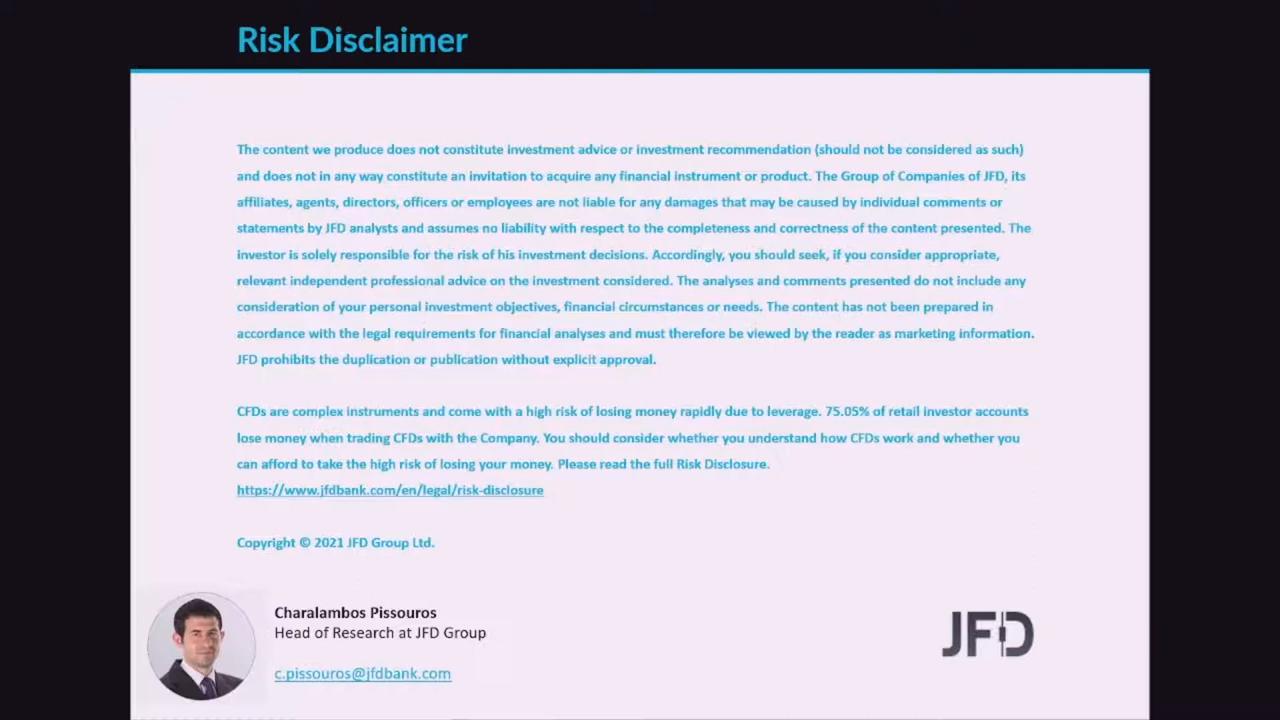 Risk Disclaimer
The content we produce does not constitute investment advice or investment recommendation (should not be considered as such)
and does not in any way constitute an invitation to acquire any financial instrument or product. The Group of Companies of JFD, its
affiliates, agents, directors, officers or employees are not liable for any damages that may be caused by individual comments or
statements by JFD analysts and assumes no liability with respect to the completeness and correctness of the content presented. The
investor is solely responsible for the risk of his investment decisions. Accordingly, you should seek, if you consider appropriate,
relevant independent professional advice on the investment considered. The analyses and comments presented do not include any
consideration of your personal investment objectives, financial circumstances or needs. The content has not been prepared in
accordance with the legal requirements for financial analyses and must therefore be viewed by the reader as marketing information.
JFD prohibits the duplication or publication without explicit approval.
CFDs are complex instruments and come with a high risk of losing money rapidly due to leverage. 75.05% of retail investor accounts
lose money when trading CFDs with the Company. You should consider whether you understand how CFDs work and whether you
can afford to take the high risk of losing your money. Please read the full Risk Disclosure.
https://www.jfdbank.com/en/legal/risk-disclosure
Copyright © 2021 JFD Group Ltd.
Charalambos Pissouros
Head of Research at JFD Group
c.pissouros@jfdbank.com
JFD